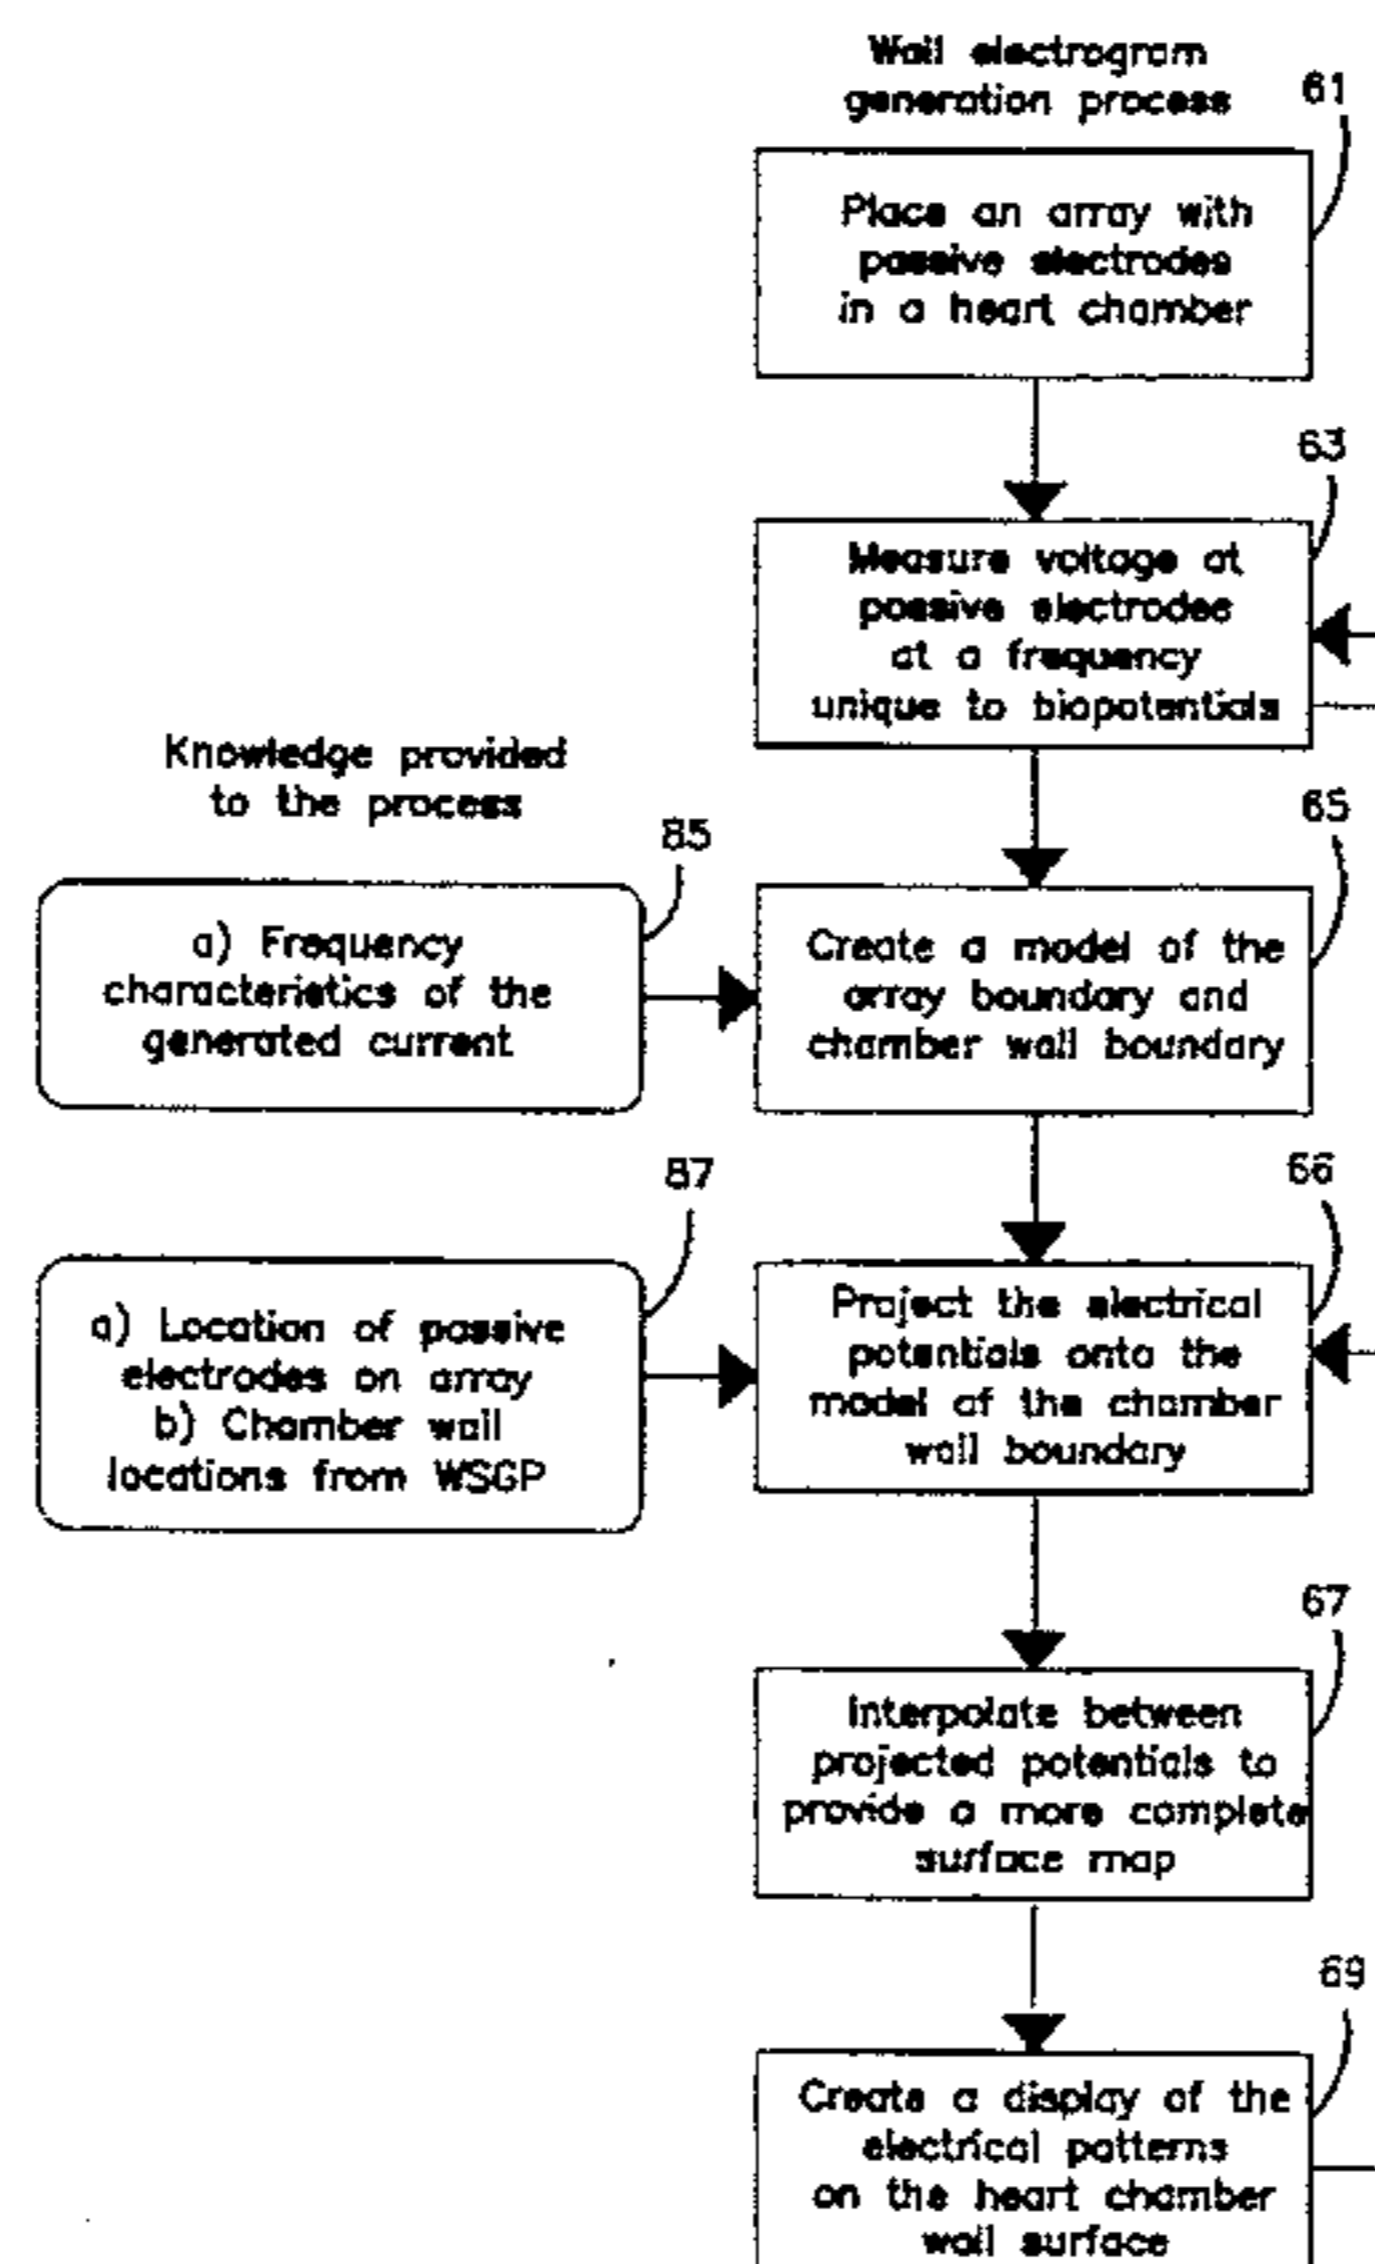 Wall electrogram
generation process
61
Place an array with
passive electrodes
in a heart chamber
63
Measure voltage at
passive electrodes
at a frequency
unique to biopotentials
Knowledge provided
to the process
85
a) Frequency
characteristics of the
generated current
65
Create a model of the
array boundary and
chamber wall boundary
87
a) Location of passive
electrodes on array
b) Chamber wall
locations from WSGP
66
Project the electrical
potentials onto the
model of the chamber
wall boundary
67
Interpolate between
projected potentials to
provide a more complete
surface map
69
Create a display of the
electrical patterns
on the heart chamber
wall surface